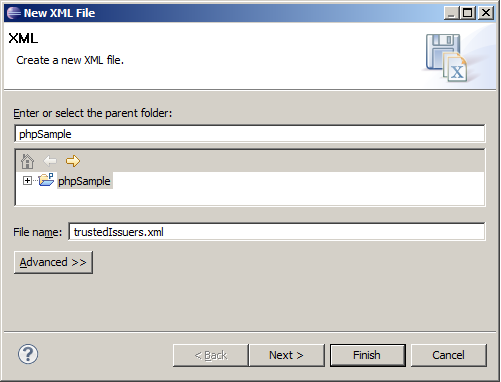 New XML File
XML
Create a new XML file.
Enter or select the parent folder:
phpSample
phpSample
File name: trustedIssuers.xml
Advanced >>
< Back Next > Finish Cancel